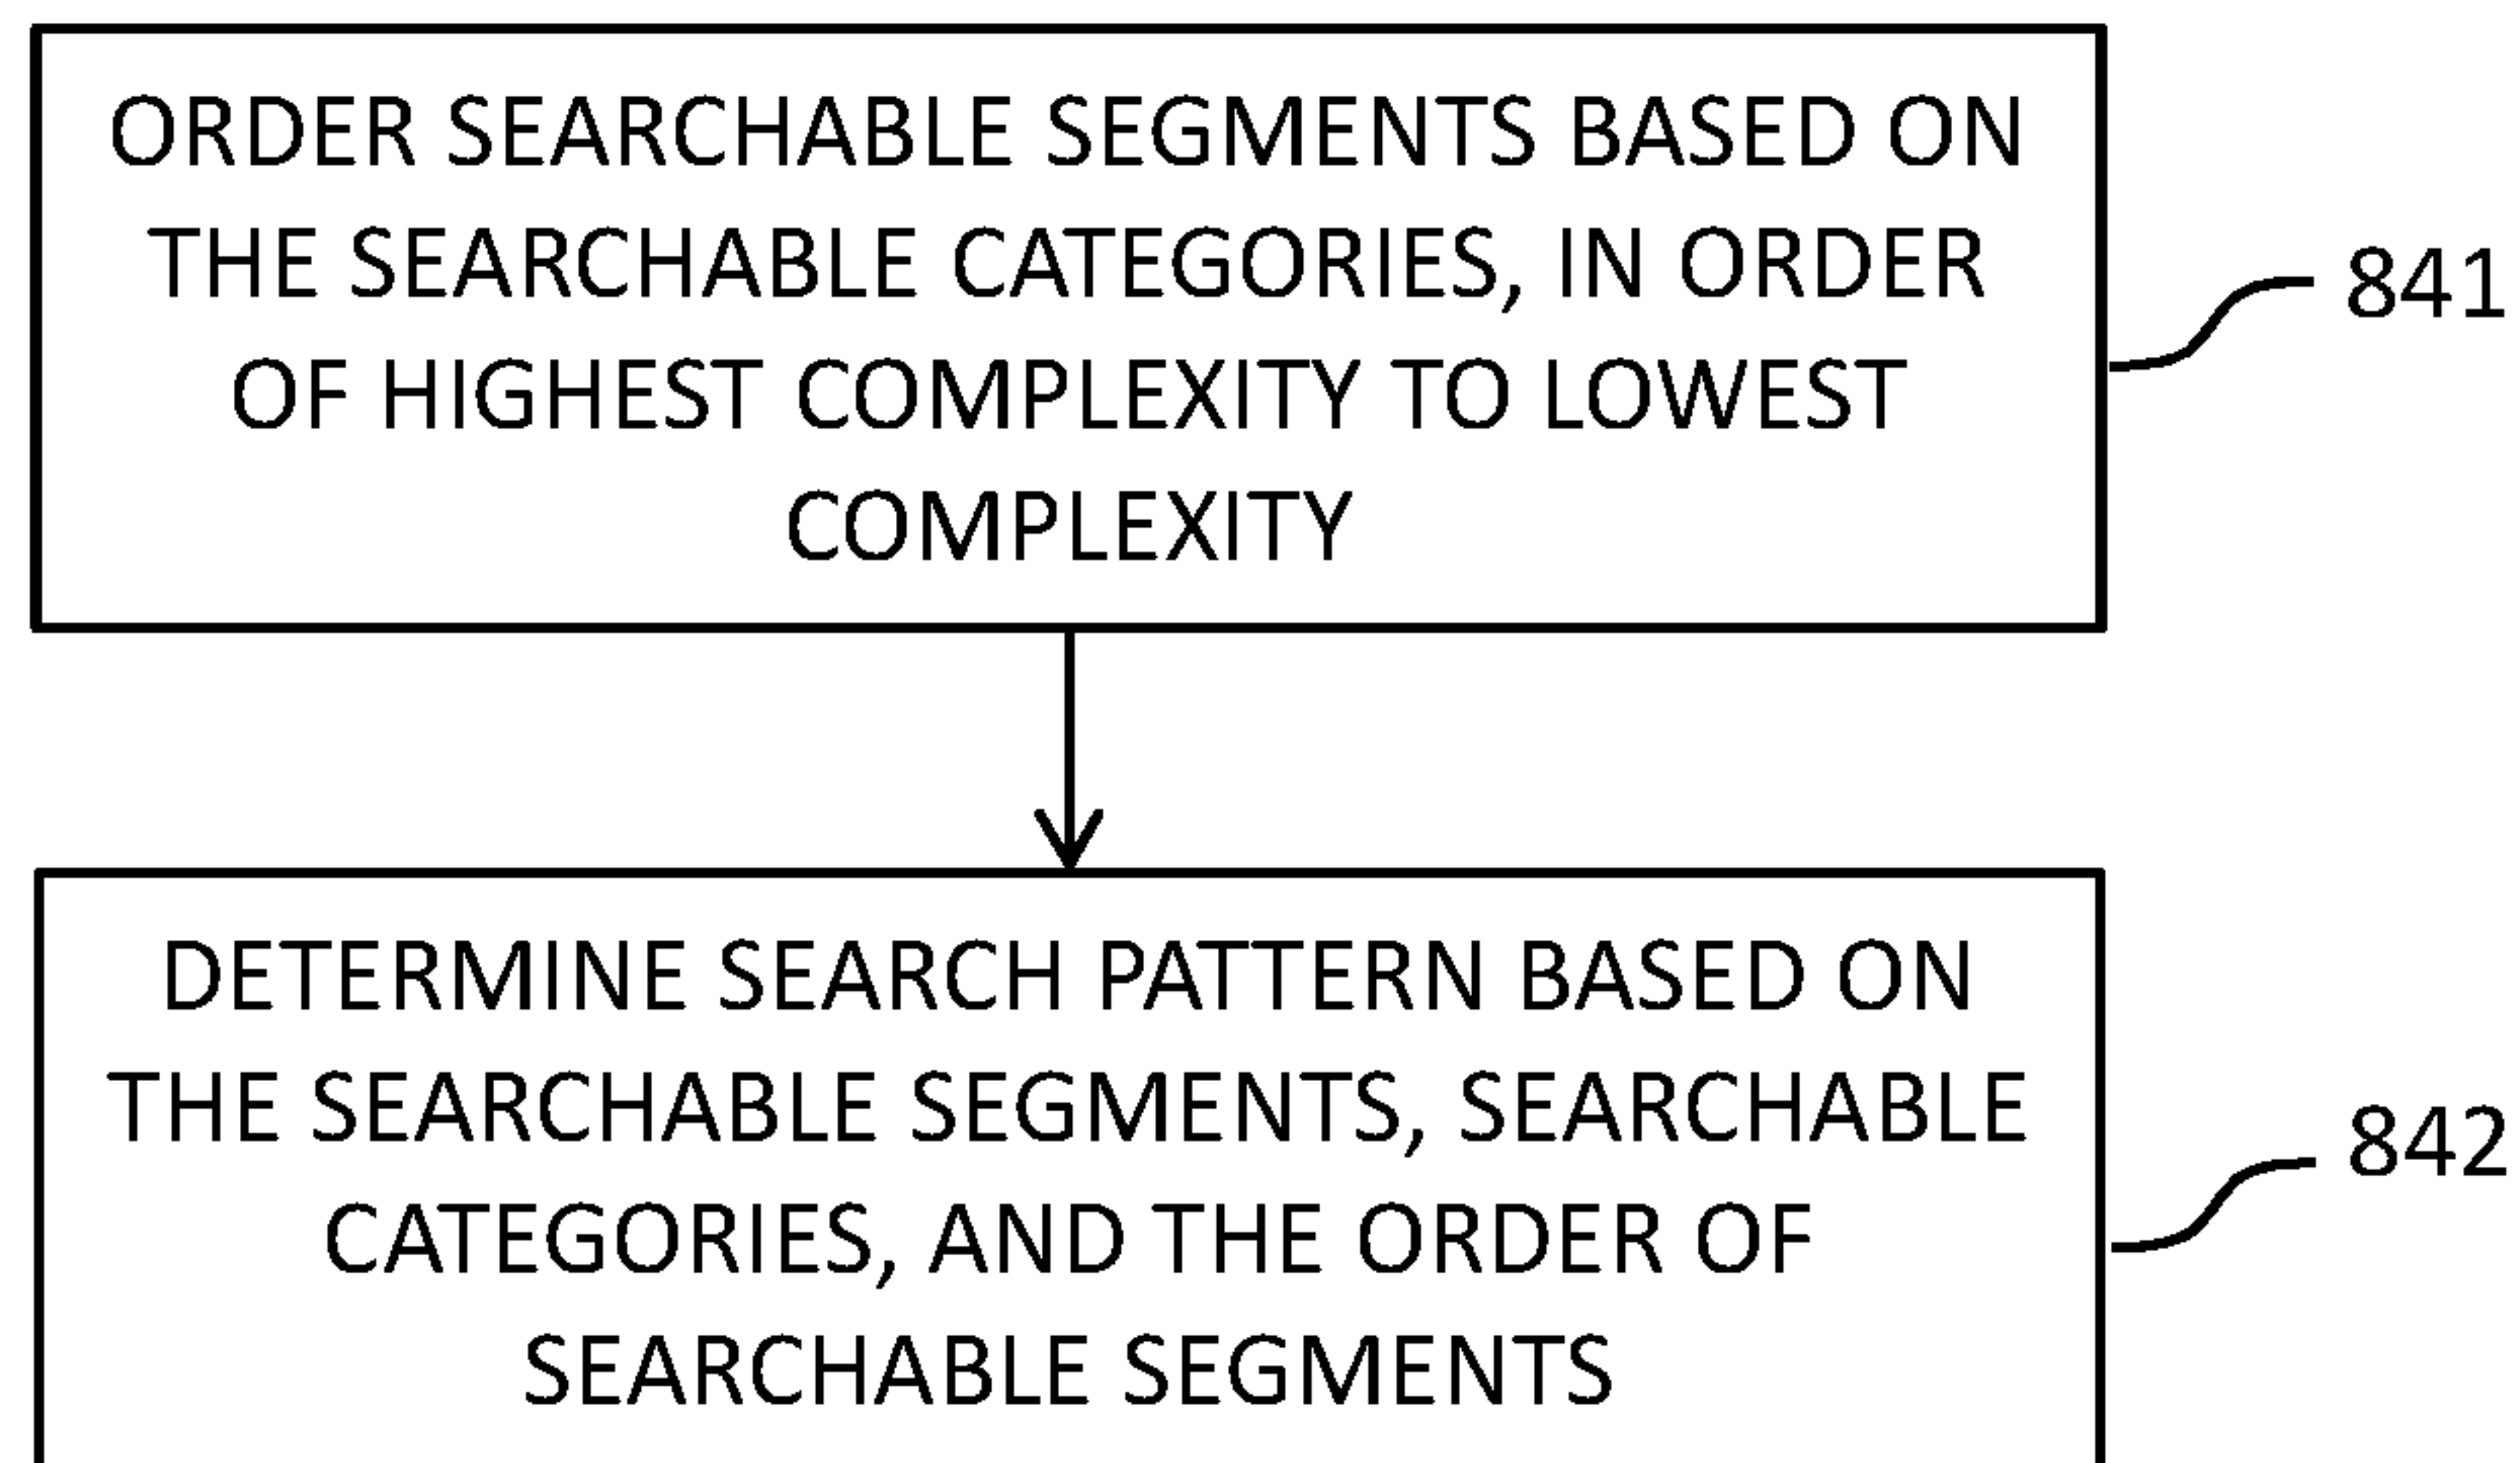 ORDER SEARCHABLE SEGMENTS BASED ON
THE SEARCHABLE CATEGORIES, IN ORDER
OF HIGHEST COMPLEXITY TO LOWEST
COMPLEXITY
841
DETERMINE SEARCH PATTERN BASED ON
THE SEARCHABLE SEGMENTS, SEARCHABLE
CATEGORIES, AND THE ORDER OF
SEARCHABLE SEGMENTS
842